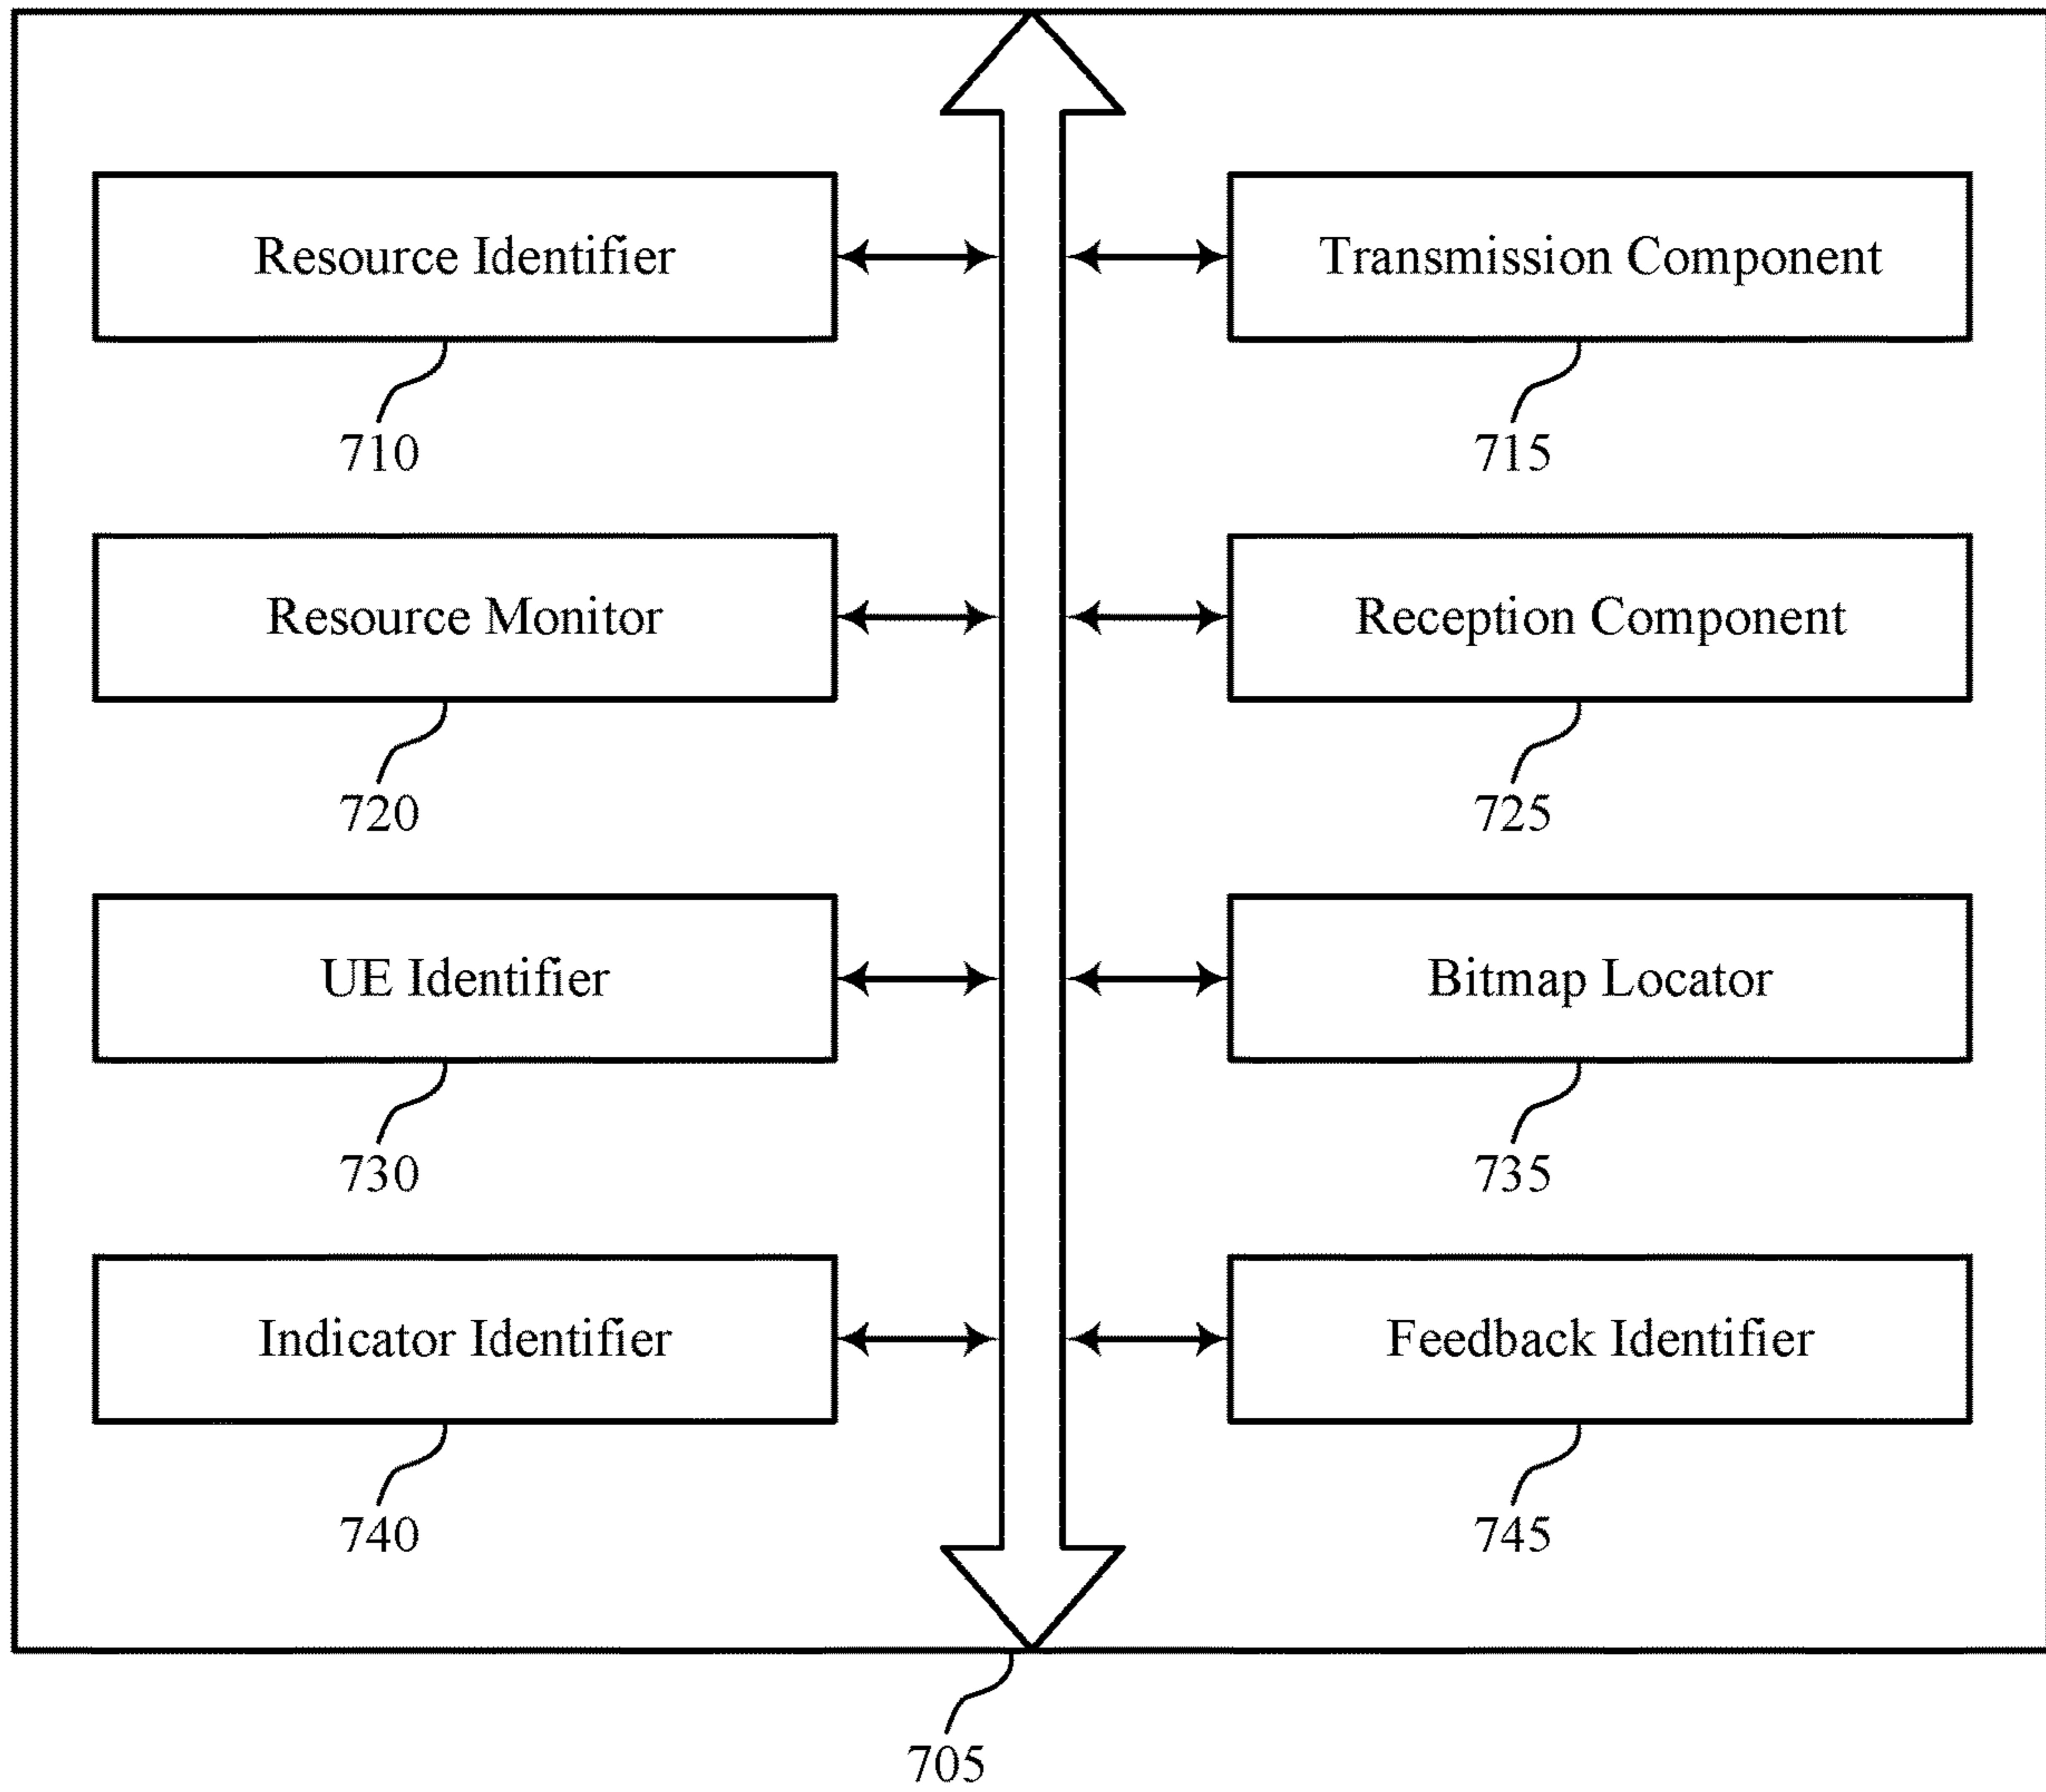 Resource Identifier
Transmission Component
710
715
Resource Monitor
Reception Component
720
725
UE Identifier
Bitmap Locator
730
735
Indicator Identifier
Feedback Identifier
740
745
705